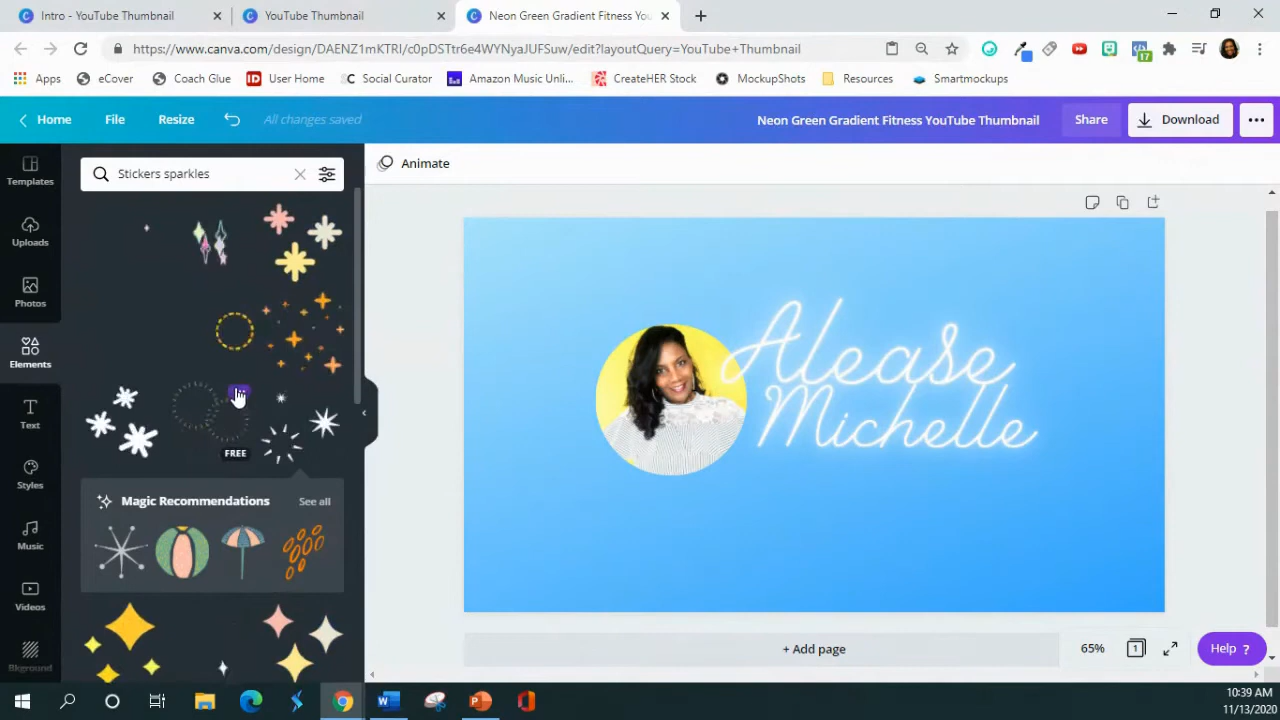 Intro - YouTube Thumbnail
YouTube Thumbnail
Neon Green Gradient Fitness You
https://www.canva.com/design/DAENZ1mKTRI/c0pDSTtr6e4WYNyaJUFSuw/edit?layoutQuery=YouTube+Thumbnail
17
Apps
eCover
Coach Glue
User Home
Social Curator
Amazon Music Unli...
CreateHER Stock
MockupShots
Resources
Smartmockups
Home
File
Resize
All changes saved
Neon Green Gradient Fitness YouTube Thumbnail
Share
Download
Templates
Uploads
Photos
Elements
Text
Styles
Music
Videos
Bkground
Stickers sparkles
FREE
Magic Recommendations
See all
Animate
Alease
Michelle
+ Add page
65%
1
Help ?
10:39 AM
11/13/2020